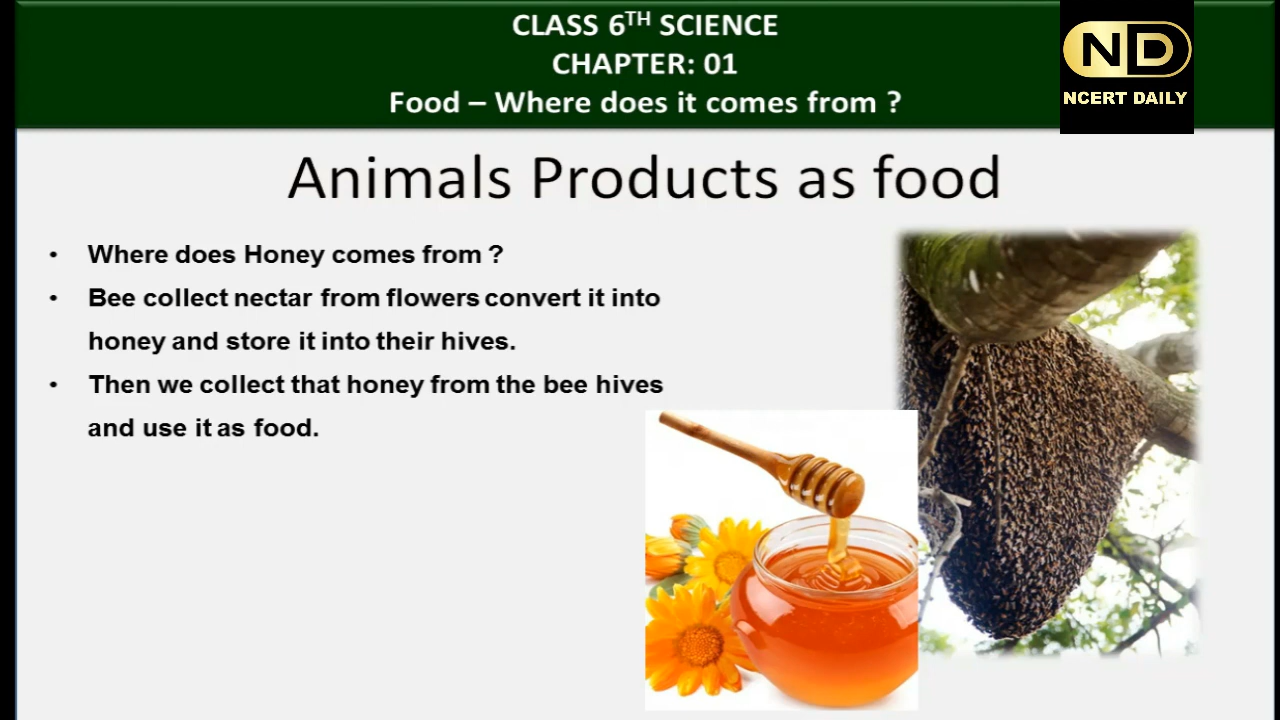 CLASS 6TH SCIENCE
CHAPTER: 01
Food – Where does it comes from ?
ND
NCERT DAILY
Animals Products as food
• Where does Honey comes from ?
• Bee collect nectar from flowers convert it into
honey and store it into their hives.
• Then we collect that honey from the bee hives
and use it as food.